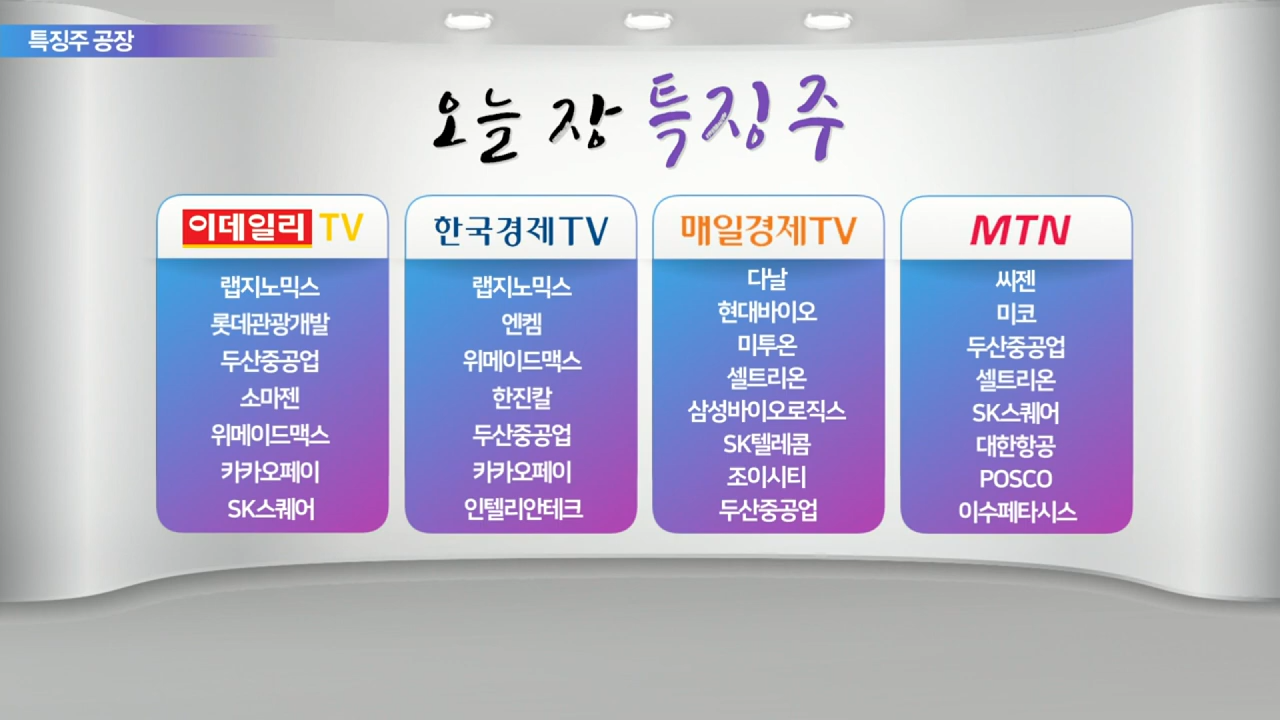 특징주 공장
오늘 장 특징주
이데일리 TV
랩지노믹스
롯데관광개발
두산중공업
소마젠
위메이드맥스
카카오페이
SK스퀘어
한국경제TV
랩지노믹스
엔켐
위메이드맥스
한진칼
두산중공업
카카오페이
인텔리안테크
매일경제TV
다날
현대바이오
미투온
셀트리온
삼성바이오로직스
SK텔레콤
조이시티
두산중공업
MTN
씨젠
미코
두산중공업
셀트리온
SK스퀘어
대한항공
POSCO
이수페타시스